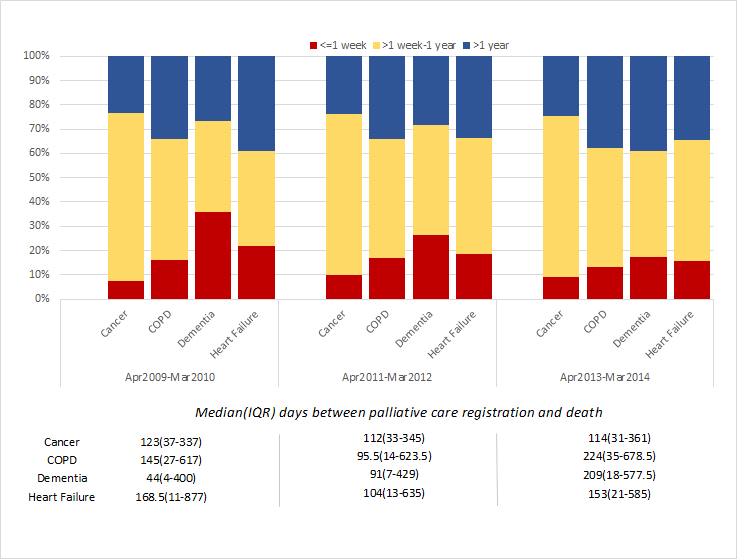 <=1 week >1 week-1 year >1 year
100%
90%
80%
70%
60%
50%
40%
30%
20%
10%
0%
Cancer COPD Dementia Heart Failure Cancer COPD Dementia Heart Failure Cancer COPD Dementia Heart Failure
Apr2009-Mar2010 Apr2011-Mar2012 Apr2013-Mar2014
Median(IQR) days between palliative care registration and death
Cancer 123(37-337) 112(33-345) 114(31-361)
COPD 145(27-617) 95.5(14-623.5) 224(35-678.5)
Dementia 44(4-400) 91(7-429) 209(18-577.5)
Heart Failure 168.5(11-877) 104(13-635) 153(21-585)